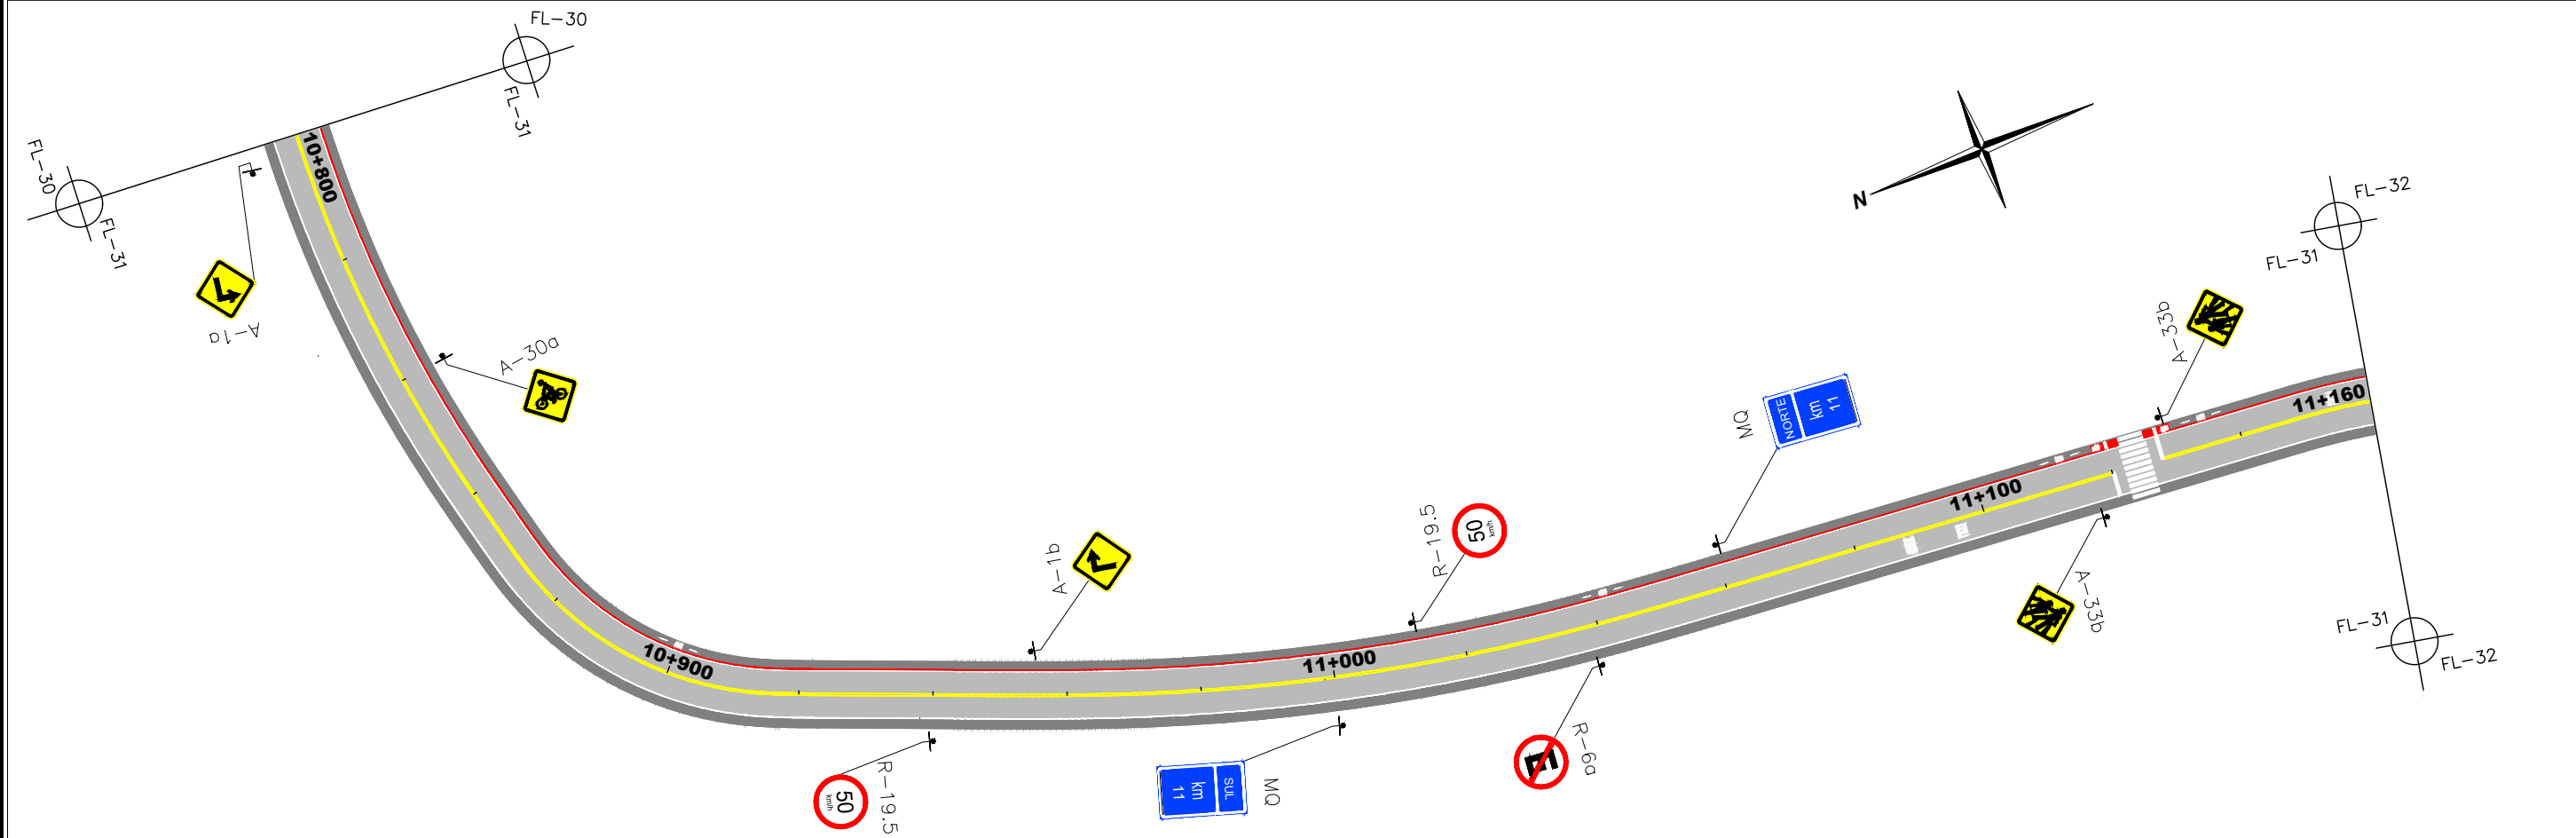 FL-30
FL-31
FL-30
FL-31
10+800
A-1a
A-30a
10+900
A-1b
R-19.5
50
km/h
R-19.5
50
km/h
11+000
SUL
km
11
MQ
E
R-6a
NORTE
km
11
MQ
N
11+100
A-33b
A-33b
11+160
FL-32
FL-31
FL-31
FL-32